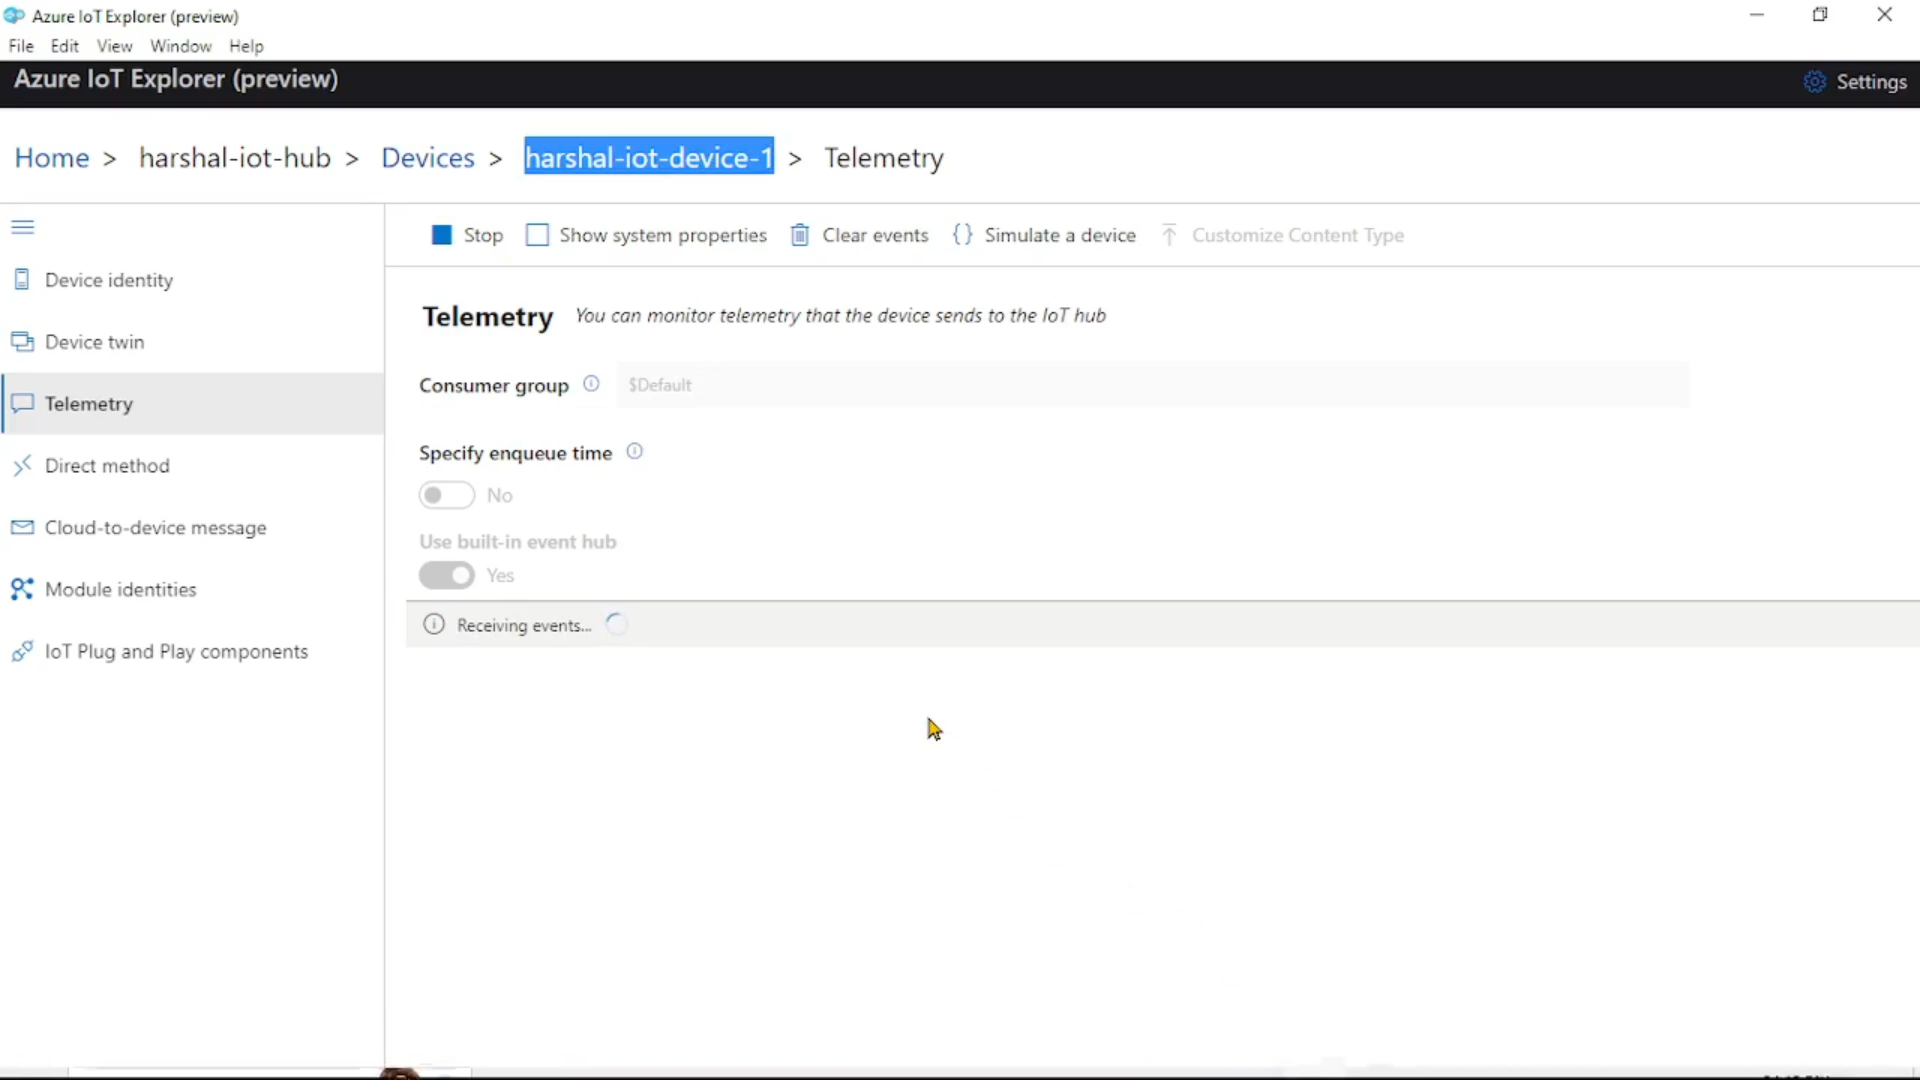 Azure IoT Explorer (preview)
File Edit View Window Help
Azure IoT Explorer (preview)
Settings
Home > harshal-iot-hub > Devices > harshal-iot-device-1 > Telemetry
Stop Show system properties Clear events {} Simulate a device Customize Content Type
Device identity
Device twin
Telemetry
Direct method
Cloud-to-device message
Module identities
IoT Plug and Play components
Telemetry You can monitor telemetry that the device sends to the IoT hub
Consumer group $Default
Specify enqueue time
No
Use built-in event hub
Yes
Receiving events...